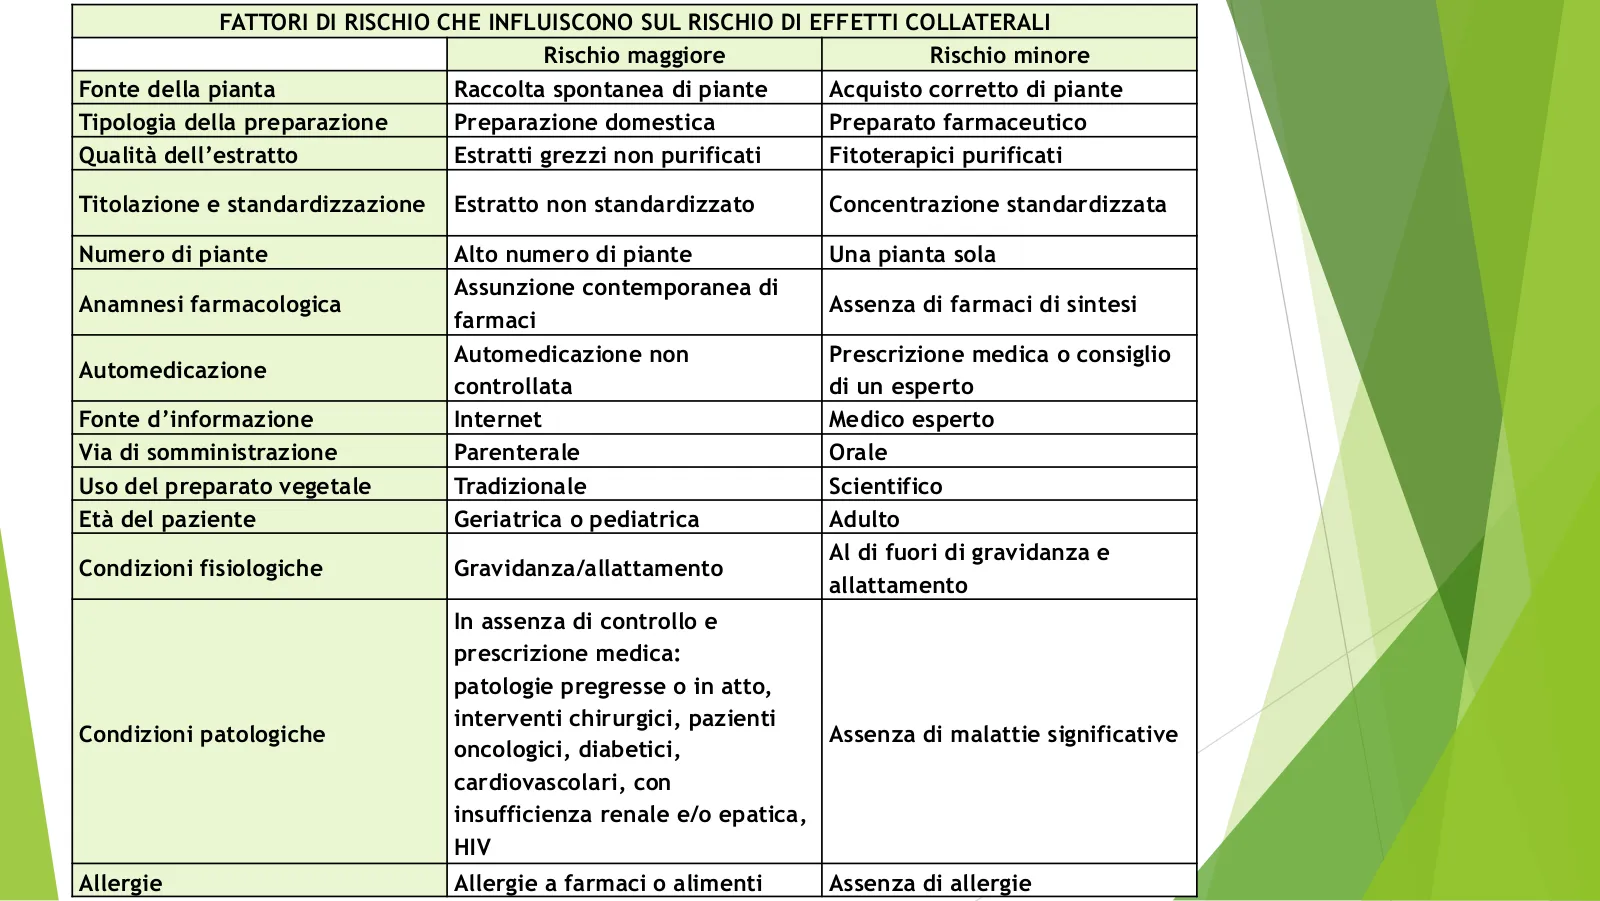 FATTORI DI RISCHIO CHE INFLUISCONO SUL RISCHIO DI EFFETTI COLLATERALI
Rischio maggiore
Rischio minore
Fonte della pianta
Raccolta spontanea di piante
Acquisto corretto di piante
Tipologia della preparazione
Preparazione domestica
Preparato farmaceutico
Qualità dell’estratto
Estratti grezzi non purificati
Fitoterapici purificati
Titolazione e standardizzazione
Estratto non standardizzato
Concentrazione standardizzata
Numero di piante
Alto numero di piante
Una pianta sola
Anamnesi farmacologica
Assunzione contemporanea di
farmaci
Assenza di farmaci di sintesi
Automedicazione
Automedicazione non
controllata
Prescrizione medica o consiglio
di un esperto
Fonte d’informazione
Internet
Medico esperto
Via di somministrazione
Parenterale
Orale
Uso del preparato vegetale
Tradizionale
Scientifico
Età del paziente
Geriatrica o pediatrica
Adulto
Condizioni fisiologiche
Gravidanza/allattamento
Al di fuori di gravidanza e
allattamento
Condizioni patologiche
In assenza di controllo e
prescrizione medica:
patologie pregresse o in atto,
interventi chirurgici, pazienti
oncologici, diabetici,
cardiovascolari, con
insufficienza renale e/o epatica,
HIV
Assenza di malattie significative
Allergie
Allergie a farmaci o alimenti
Assenza di allergie